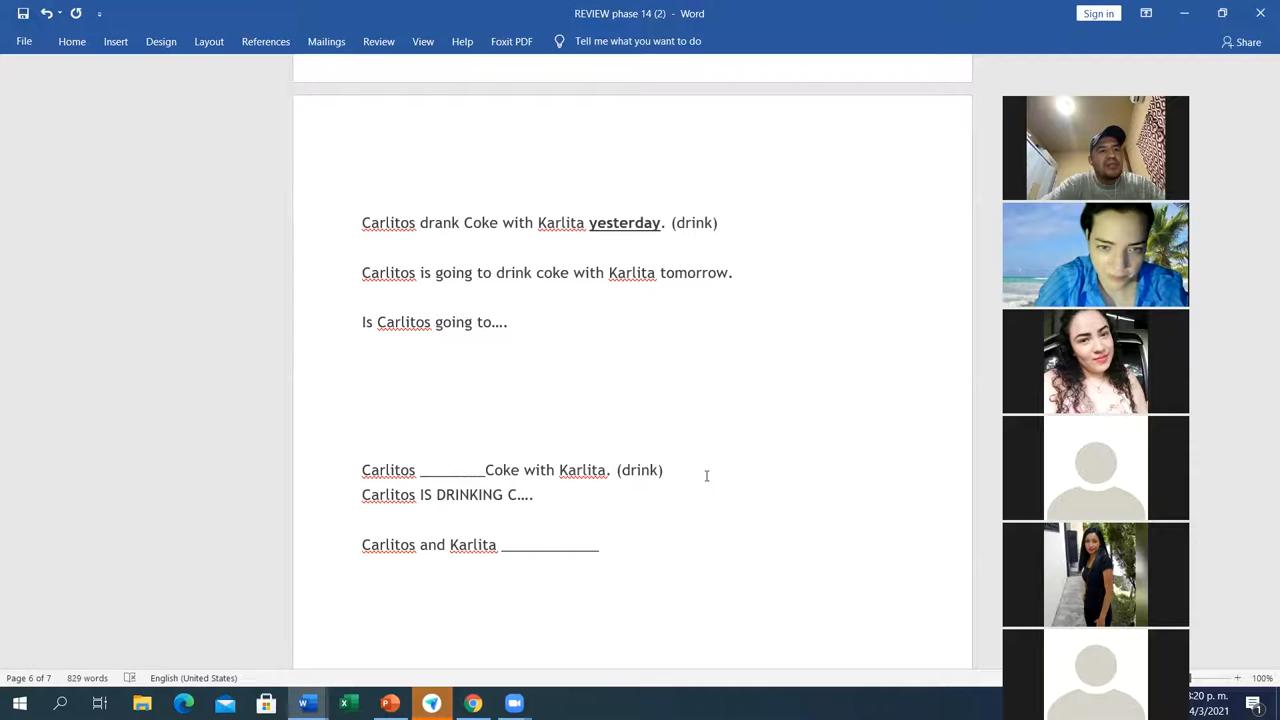 REVIEW phase 14 (2) - Word
Sign in
File Home Insert Design Layout References Mailings Review View Help Foxit PDF Tell me what you want to do Share
Carlitos drank Coke with Karlita yesterday. (drink)
Carlitos is going to drink coke with Karlita tomorrow.
Is Carlitos going to….
Carlitos ________Coke with Karlita. (drink)
Carlitos IS DRINKING C….
Carlitos and Karlita ____________
Page 6 of 7 829 words English (United States) 100%
:20 p. m.
4/3/2021